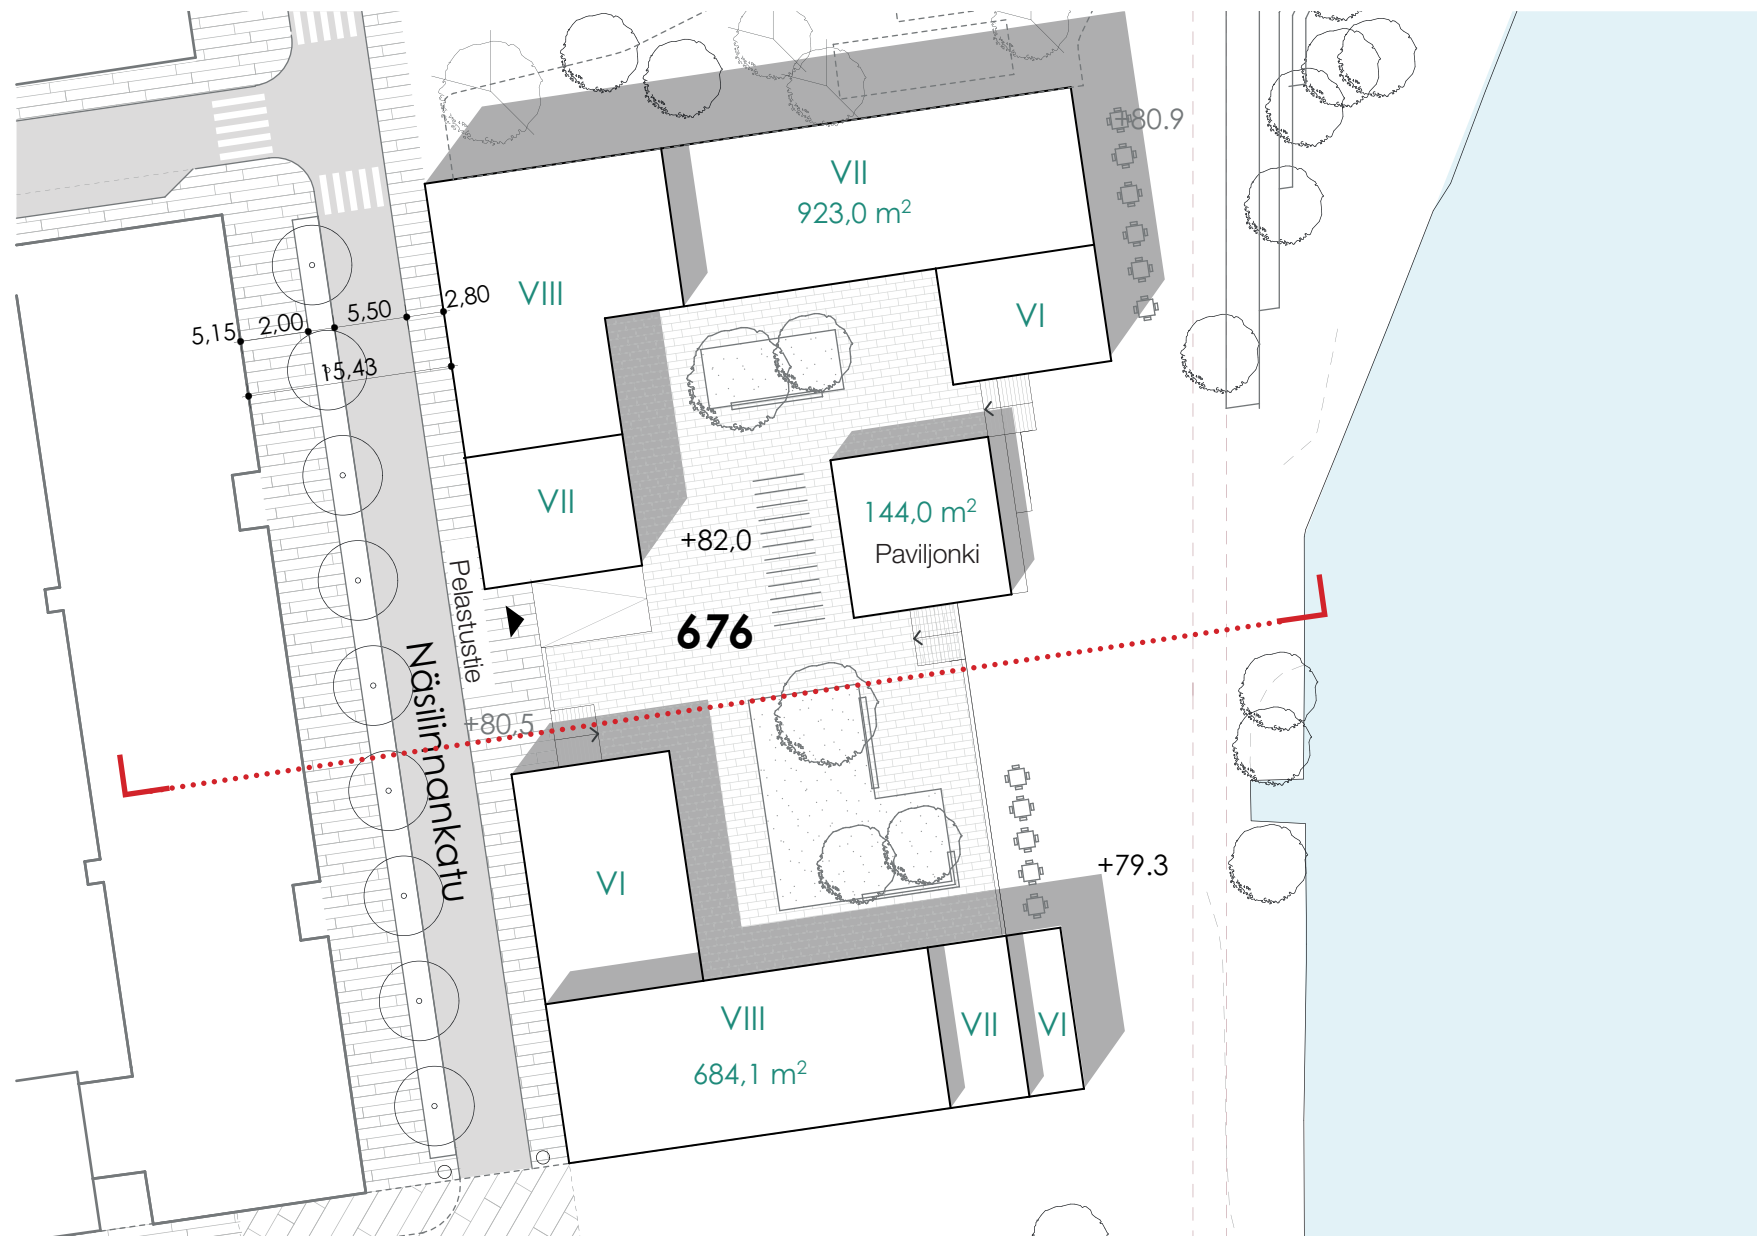 +80.9
VII
923,0 m²
VIII
VI
5,15
2,00
5,50
2,80
15,43
VII
+82,0
144,0 m²
Paviljonki
Pelastustie
676
Näsilinnankatu
+80,5
VI
+79.3
VIII
684,1 m²
VII
VI